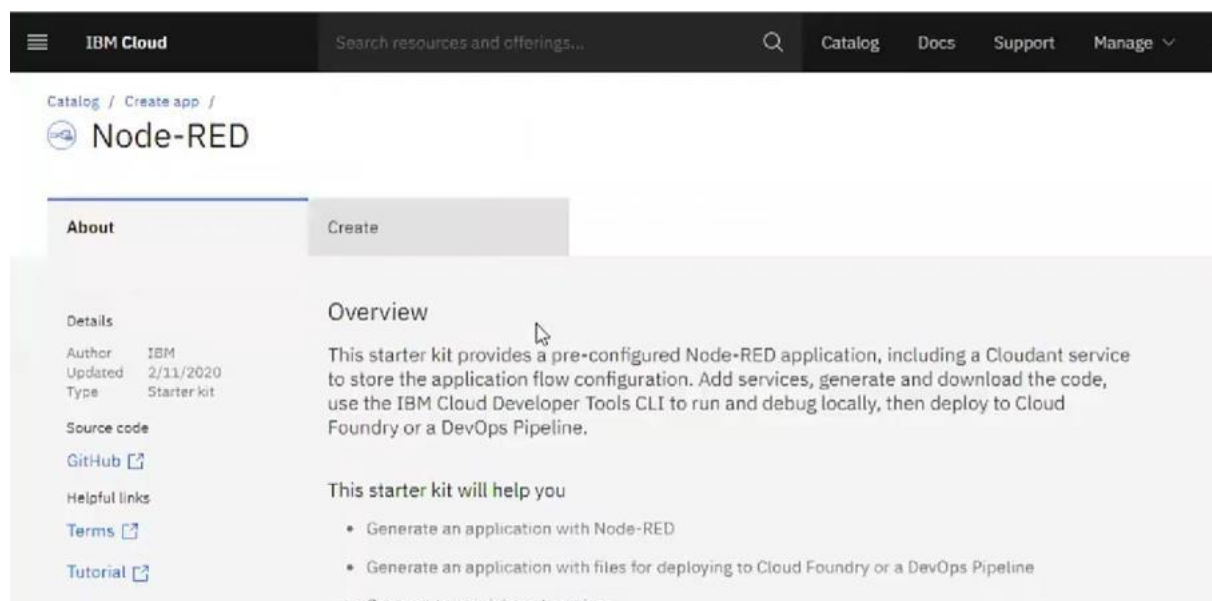 IBM Cloud
Search resources and offerings...
Catalog
Docs
Support
Manage
Catalog / Create app /
Node-RED
About
Create
Details
Author IBM
Updated 2/11/2020
Type Starter kit
Source code
GitHub
Helpful links
Terms
Tutorial
Overview
This starter kit provides a pre-configured Node-RED application, including a Cloudant service
to store the application flow configuration. Add services, generate and download the code,
use the IBM Cloud Developer Tools CLI to run and debug locally, then deploy to Cloud
Foundry or a DevOps Pipeline.
This starter kit will help you
• Generate an application with Node-RED
• Generate an application with files for deploying to Cloud Foundry or a DevOps Pipeline